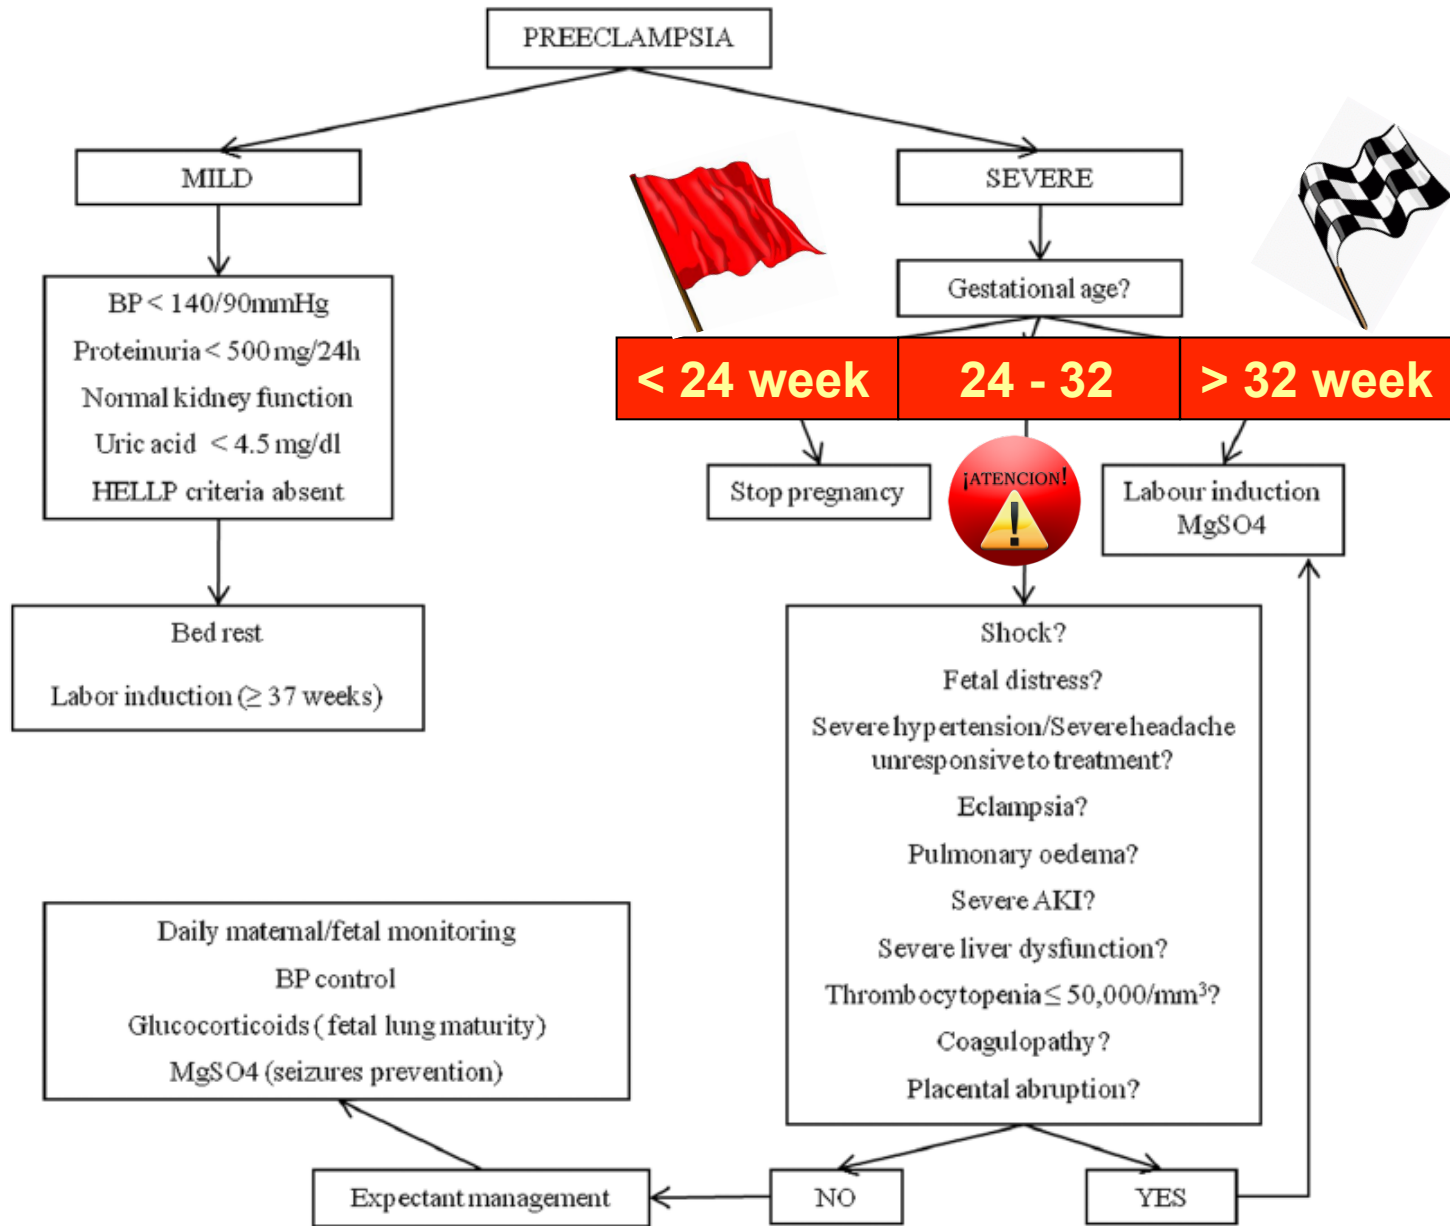 PREECLAMPSIA
MILD
SEVERE
BP < 140/90mmHg
Proteinuria < 500 mg/24h
Normal kidney function
Uric acid < 4.5 mg/dl
HELLP criteria absent
Gestational age?
< 24 week
24 - 32
> 32 week
Stop pregnancy
¡ATENCION!
!
Labour induction
MgSO4
Bed rest
Labor induction (≥ 37 weeks)
Shock?
Fetal distress?
Severe hypertension/Severe headache
unresponsive to treatment?
Eclampsia?
Pulmonary oedema?
Severe AKI?
Severe liver dysfunction?
Thrombocytopenia ≤ 50,000/mm³?
Coagulopathy?
Placental abruption?
Daily maternal/fetal monitoring
BP control
Glucocorticoids ( fetal lung maturity)
MgSO4 (seizures prevention)
Expectant management
NO
YES